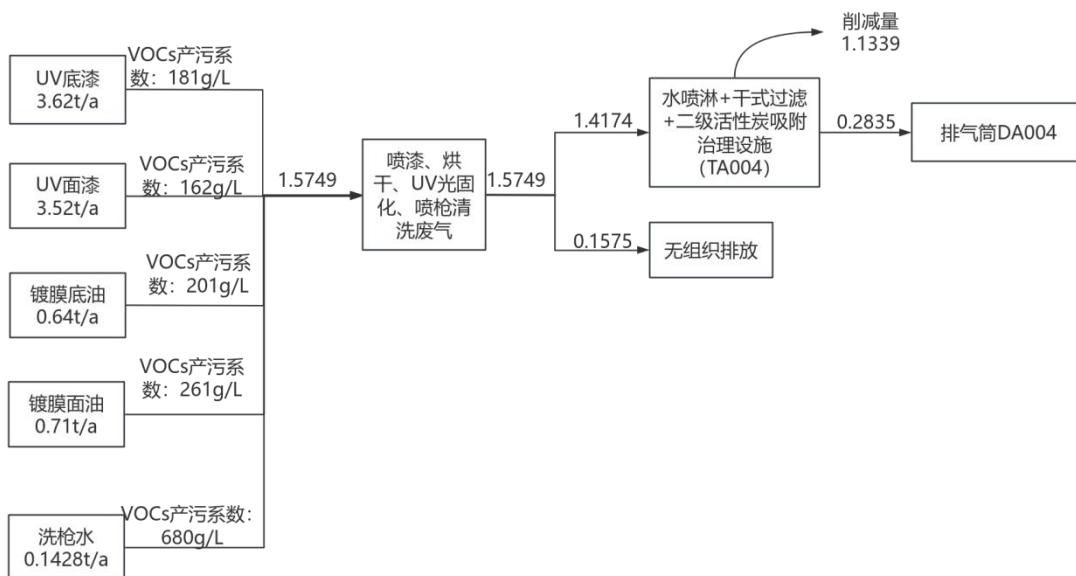 UV底漆
3.62t/a
VOCs产污系
数：181g/L
UV面漆
3.52t/a
VOCs产污系
数：162g/L
镀膜底油
0.64t/a
VOCs产污系
数：201g/L
镀膜面油
0.71t/a
VOCs产污系
数：261g/L
洗枪水
0.1428t/a
VOCs产污系数：
680g/L
1.5749
喷漆、烘
干、UV光固
化、喷枪清
洗废气
1.5749
1.4174
水喷淋+干式过滤
+二级活性炭吸附
治理设施
（TA004）
削减量
1.1339
0.2835
排气筒DA004
0.1575
无组织排放